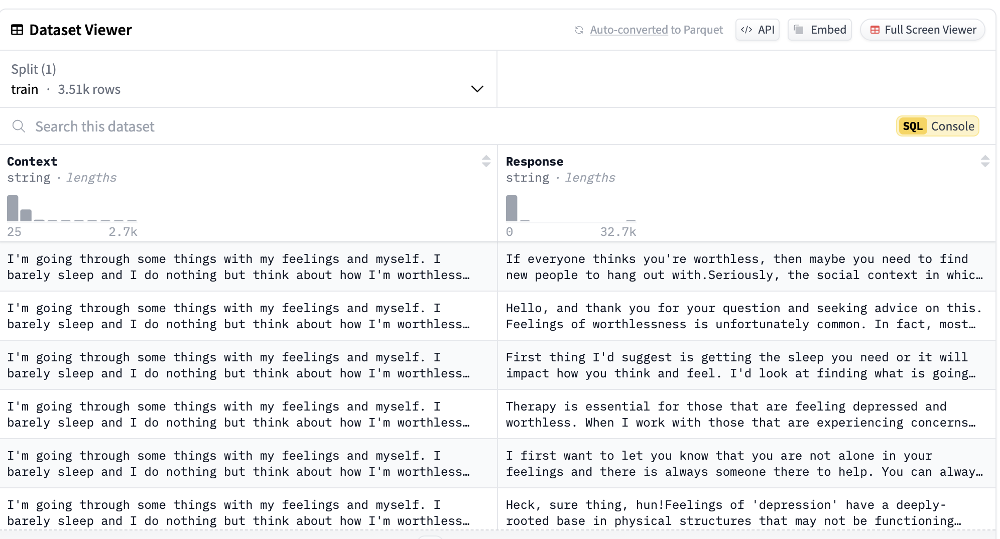 Dataset Viewer
Auto-converted to Parquet
</> API
Embed
Full Screen Viewer
Split (1)
train · 3.51k rows
Search this dataset
SQL Console
Context
string · lengths
25 2.7k
Response
string · lengths
0 32.7k
I'm going through some things with my feelings and myself. I
barely sleep and I do nothing but think about how I'm worthless…
If everyone thinks you're worthless, then maybe you need to find
new people to hang out with.Seriously, the social context in whic…
I'm going through some things with my feelings and myself. I
barely sleep and I do nothing but think about how I'm worthless…
Hello, and thank you for your question and seeking advice on this.
Feelings of worthlessness is unfortunately common. In fact, most…
I'm going through some things with my feelings and myself. I
barely sleep and I do nothing but think about how I'm worthless…
First thing I'd suggest is getting the sleep you need or it will
impact how you think and feel. I'd look at finding what is going…
I'm going through some things with my feelings and myself. I
barely sleep and I do nothing but think about how I'm worthless…
Therapy is essential for those that are feeling depressed and
worthless. When I work with those that are experiencing concerns…
I'm going through some things with my feelings and myself. I
barely sleep and I do nothing but think about how I'm worthless…
I first want to let you know that you are not alone in your
feelings and there is always someone there to help. You can alway…
I'm going through some things with my feelings and myself. I
barely sleep and I do nothing but think about how I'm worthless…
Heck, sure thing, hun!Feelings of 'depression' have a deeply-
rooted base in physical structures that may not be functioning…